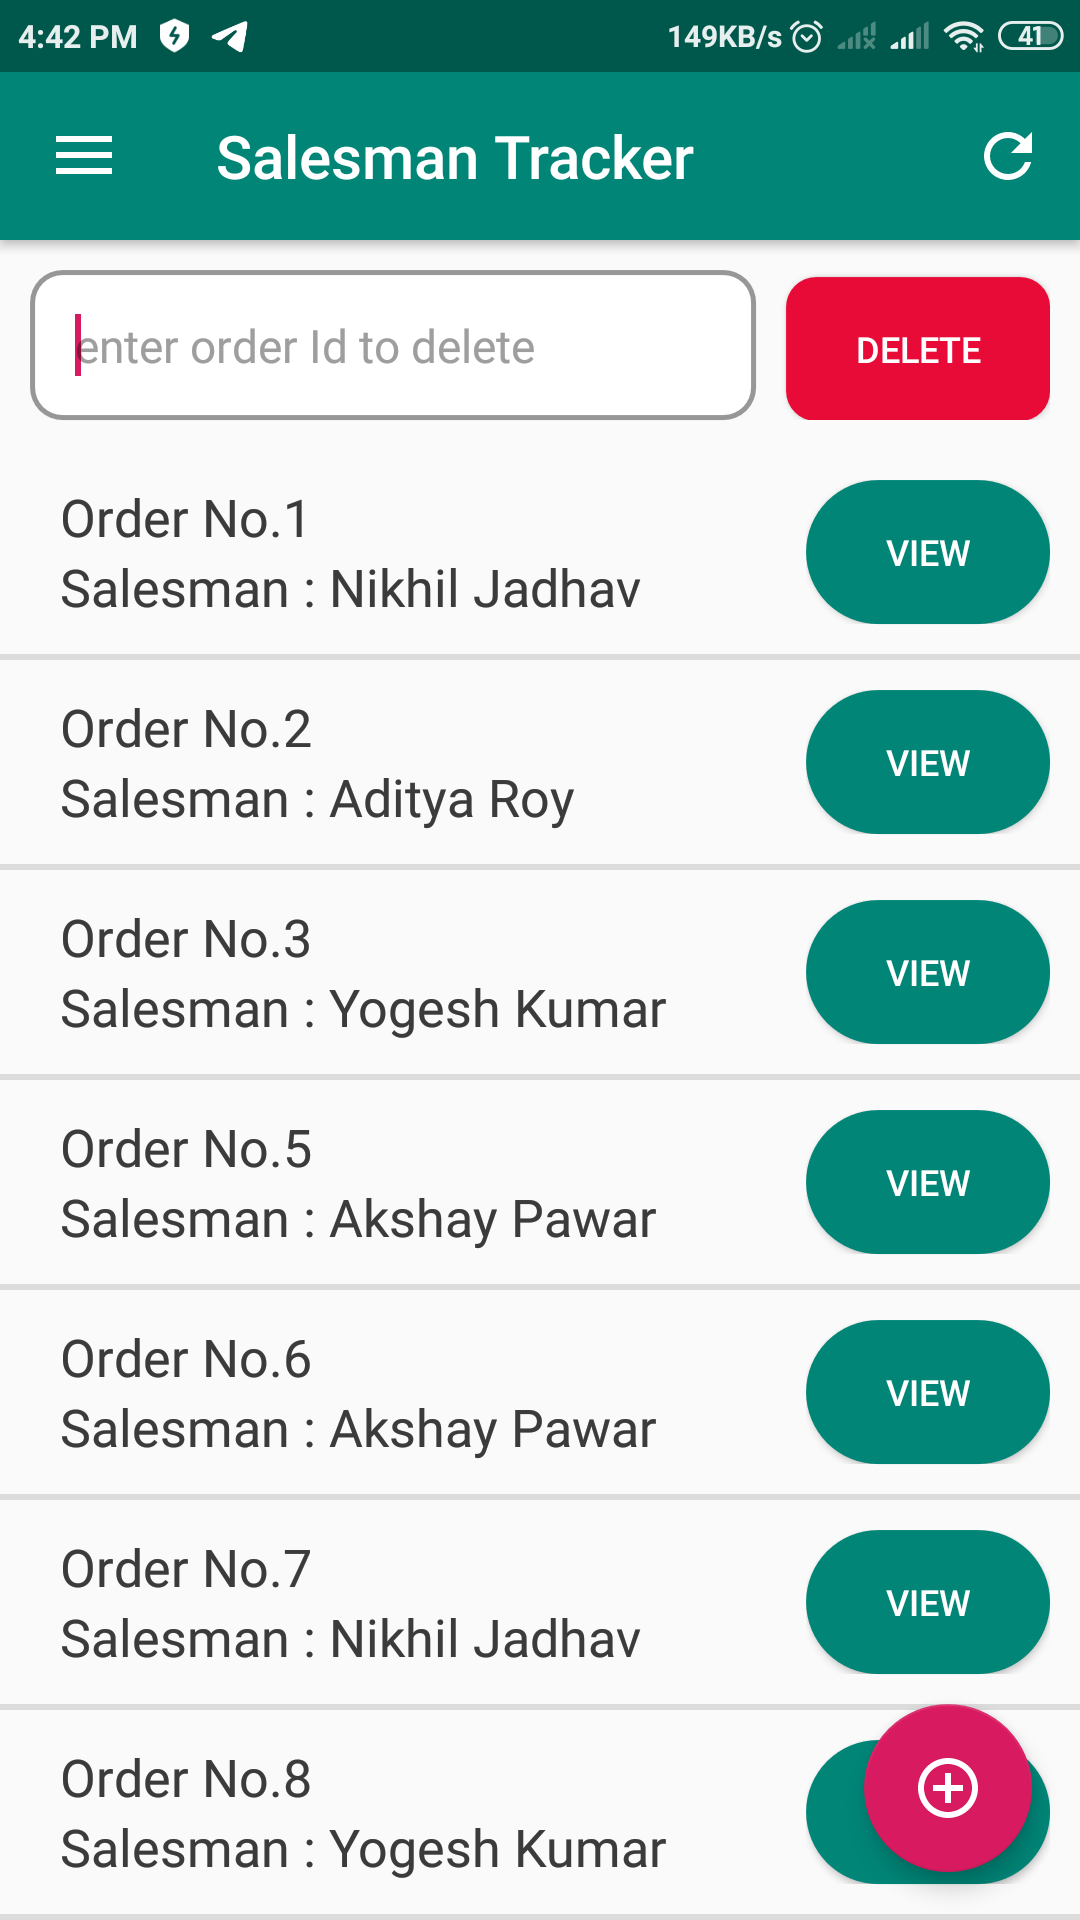 4:42 PM 149KB/s 41
Salesman Tracker
enter order Id to delete DELETE
Order No.1
Salesman : Nikhil Jadhav
VIEW
Order No.2
Salesman : Aditya Roy
VIEW
Order No.3
Salesman : Yogesh Kumar
VIEW
Order No.5
Salesman : Akshay Pawar
VIEW
Order No.6
Salesman : Akshay Pawar
VIEW
Order No.7
Salesman : Nikhil Jadhav
VIEW
Order No.8
Salesman : Yogesh Kumar